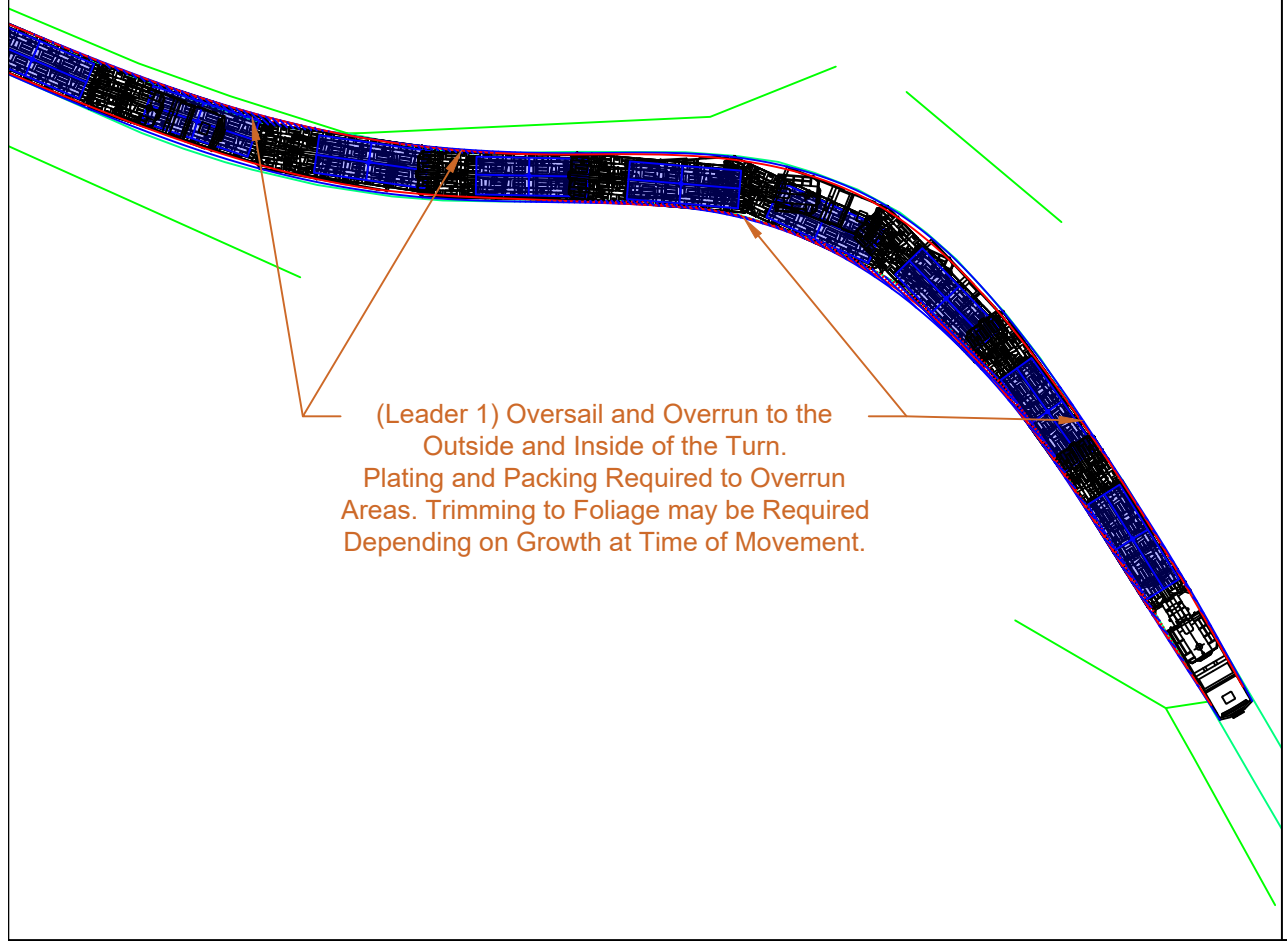 (Leader 1) Oversail and Overrun to the
Outside and Inside of the Turn.
Plating and Packing Required to Overrun
Areas. Trimming to Foliage may be Required
Depending on Growth at Time of Movement.